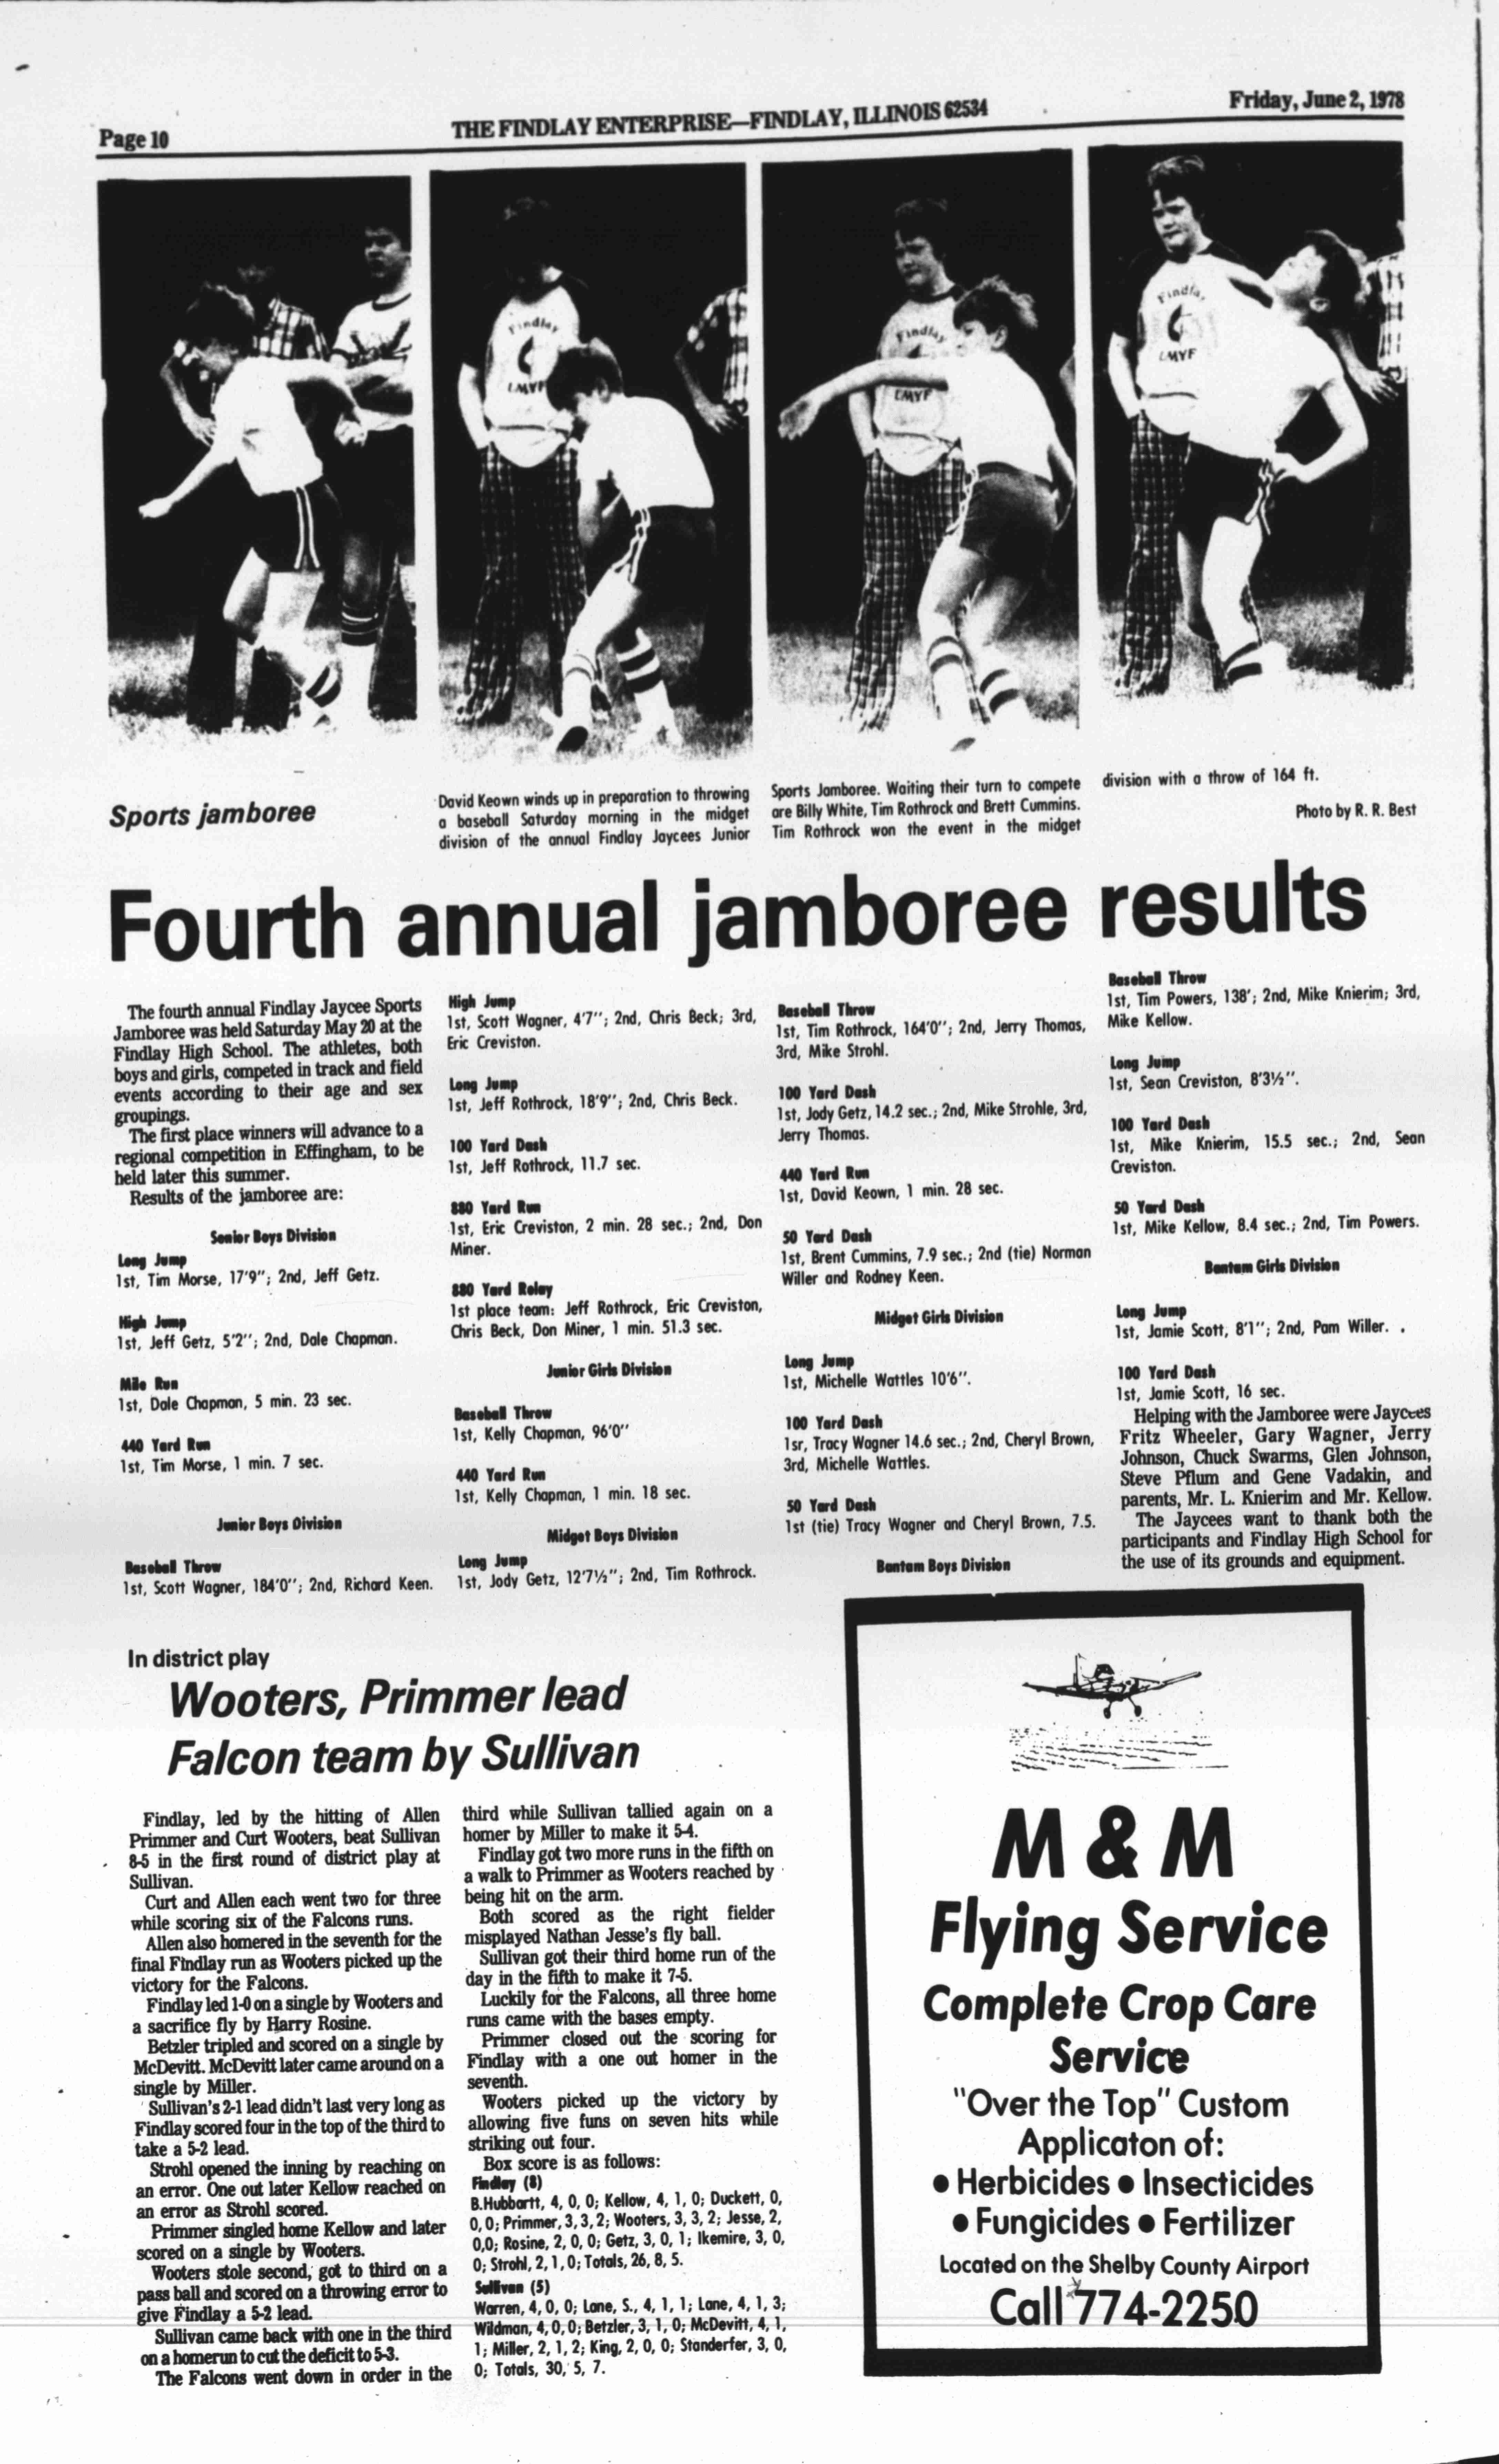 Page 10
THE FINDLAY ENTERPRISE—FINDLAY, ILLINOIS 62534
Friday, June 2, 1978
Findlay
UMYF
Findlay
UMYF
Findlay
UMYF
Sports jamboree
David Keown winds up in preparation to throwing
a baseball Saturday morning in the midget
division of the annual Findlay Jaycees Junior
Sports Jamboree. Waiting their turn to compete
are Billy White, Tim Rothrock and Brett Cummins.
Tim Rothrock won the event in the midget
division with a throw of 164 ft.
Photo by R. R. Best
Fourth annual jamboree results
The fourth annual Findlay Jaycee Sports
Jamboree was held Saturday May 20 at the
Findlay High School. The athletes, both
boys and girls, competed in track and field
events according to their age and sex
groupings.
The first place winners will advance to a
regional competition in Effingham, to be
held later this summer.
Results of the jamboree are:
Senior Boys Division
Long Jump
1st, Tim Morse, 17'9"; 2nd, Jeff Getz.
High Jump
1st, Jeff Getz, 5'2"; 2nd, Dale Chapman.
Mile Run
1st, Dale Chapman, 5 min. 23 sec.
440 Yard Run
1st, Tim Morse, 1 min. 7 sec.
Junior Boys Division
Baseball Throw
1st, Scott Wagner, 184'0"; 2nd, Richard Keen.
High Jump
1st, Scott Wagner, 4'7"; 2nd, Chris Beck; 3rd,
Eric Creviston.
Long Jump
1st, Jeff Rothrock, 18'9"; 2nd, Chris Beck.
100 Yard Dash
1st, Jeff Rothrock, 11.7 sec.
880 Yard Run
1st, Eric Creviston, 2 min. 28 sec.; 2nd, Don
Miner.
880 Yard Relay
1st place team: Jeff Rothrock, Eric Creviston,
Chris Beck, Don Miner, 1 min. 51.3 sec.
Junior Girls Division
Baseball Throw
1st, Kelly Chapman, 96'0"
440 Yard Run
1st, Kelly Chapman, 1 min. 18 sec.
Midget Boys Division
Long Jump
1st, Jody Getz, 12'7½"; 2nd, Tim Rothrock.
Baseball Throw
1st, Tim Rothrock, 164'0"; 2nd, Jerry Thomas,
3rd, Mike Strohl.
100 Yard Dash
1st, Jody Getz, 14.2 sec.; 2nd, Mike Strohle, 3rd,
Jerry Thomas.
440 Yard Run
1st, David Keown, 1 min. 28 sec.
50 Yard Dash
1st, Brent Cummins, 7.9 sec.; 2nd (tie) Norman
Willer and Rodney Keen.
Midget Girls Division
Long Jump
1st, Michelle Wattles 10'6".
100 Yard Dash
1sr, Tracy Wagner 14.6 sec.; 2nd, Cheryl Brown,
3rd, Michelle Wattles.
50 Yard Dash
1st (tie) Tracy Wagner and Cheryl Brown, 7.5.
Bantam Boys Division
Baseball Throw
1st, Tim Powers, 138'; 2nd, Mike Knierim; 3rd,
Mike Kellow.
Long Jump
1st, Sean Creviston, 8'3½".
100 Yard Dash
1st, Mike Knierim, 15.5 sec.; 2nd, Sean
Creviston.
50 Yard Dash
1st, Mike Kellow, 8.4 sec.; 2nd, Tim Powers.
Bantam Girls Division
Long Jump
1st, Jamie Scott, 8'1"; 2nd, Pam Willer.
100 Yard Dash
1st, Jamie Scott, 16 sec.
Helping with the Jamboree were Jaycees
Fritz Wheeler, Gary Wagner, Jerry
Johnson, Chuck Swarms, Glen Johnson,
Steve Pflum and Gene Vadakin, and
parents, Mr. L. Knierim and Mr. Kellow.
The Jaycees want to thank both the
participants and Findlay High School for
the use of its grounds and equipment.
In district play
Wooters, Primmer lead
Falcon team by Sullivan
Findlay, led by the hitting of Allen
Primmer and Curt Wooters, beat Sullivan
8-5 in the first round of district play at
Sullivan.
Curt and Allen each went two for three
while scoring six of the Falcons runs.
Allen also homered in the seventh for the
final Findlay run as Wooters picked up the
victory for the Falcons.
Findlay led 1-0 on a single by Wooters and
a sacrifice fly by Harry Rosine.
Betzler tripled and scored on a single by
McDevitt. McDevitt later came around on a
single by Miller.
Sullivan's 2-1 lead didn't last very long as
Findlay scored four in the top of the third to
take a 5-2 lead.
Strohl opened the inning by reaching on
an error. One out later Kellow reached on
an error as Strohl scored.
Primmer singled home Kellow and later
scored on a single by Wooters.
Wooters stole second, got to third on a
pass ball and scored on a throwing error to
give Findlay a 5-2 lead.
Sullivan came back with one in the third
on a homerun to cut the deficit to 5-3.
The Falcons went down in order in the
third while Sullivan tallied again on a
homer by Miller to make it 5-4.
Findlay got two more runs in the fifth on
a walk to Primmer as Wooters reached by
being hit on the arm.
Both scored as the right fielder
misplayed Nathan Jesse's fly ball.
Sullivan got their third home run of the
day in the fifth to make it 7-5.
Luckily for the Falcons, all three home
runs came with the bases empty.
Primmer closed out the scoring for
Findlay with a one out homer in the
seventh.
Wooters picked up the victory by
allowing five funs on seven hits while
striking out four.
Box score is as follows:
Findlay (8)
B.Hubbartt, 4, 0, 0; Kellow, 4, 1, 0; Duckett, 0,
0, 0; Primmer, 3, 3, 2; Wooters, 3, 3, 2; Jesse, 2,
0,0; Rosine, 2, 0, 0; Getz, 3, 0, 1; Ikemire, 3, 0,
0; Strohl, 2, 1, 0; Totals, 26, 8, 5.
Sullivan (5)
Warren, 4, 0, 0; Lane, S., 4, 1, 1; Lane, 4, 1, 3;
Wildman, 4, 0, 0; Betzler, 3, 1, 0; McDevitt, 4, 1,
1; Miller, 2, 1, 2; King, 2, 0, 0; Standerfer, 3, 0,
0; Totals, 30, 5, 7.
M & M
Flying Service
Complete Crop Care
Service
"Over the Top" Custom
Applicaton of:
• Herbicides • Insecticides
• Fungicides • Fertilizer
Located on the Shelby County Airport
Call 774-2250